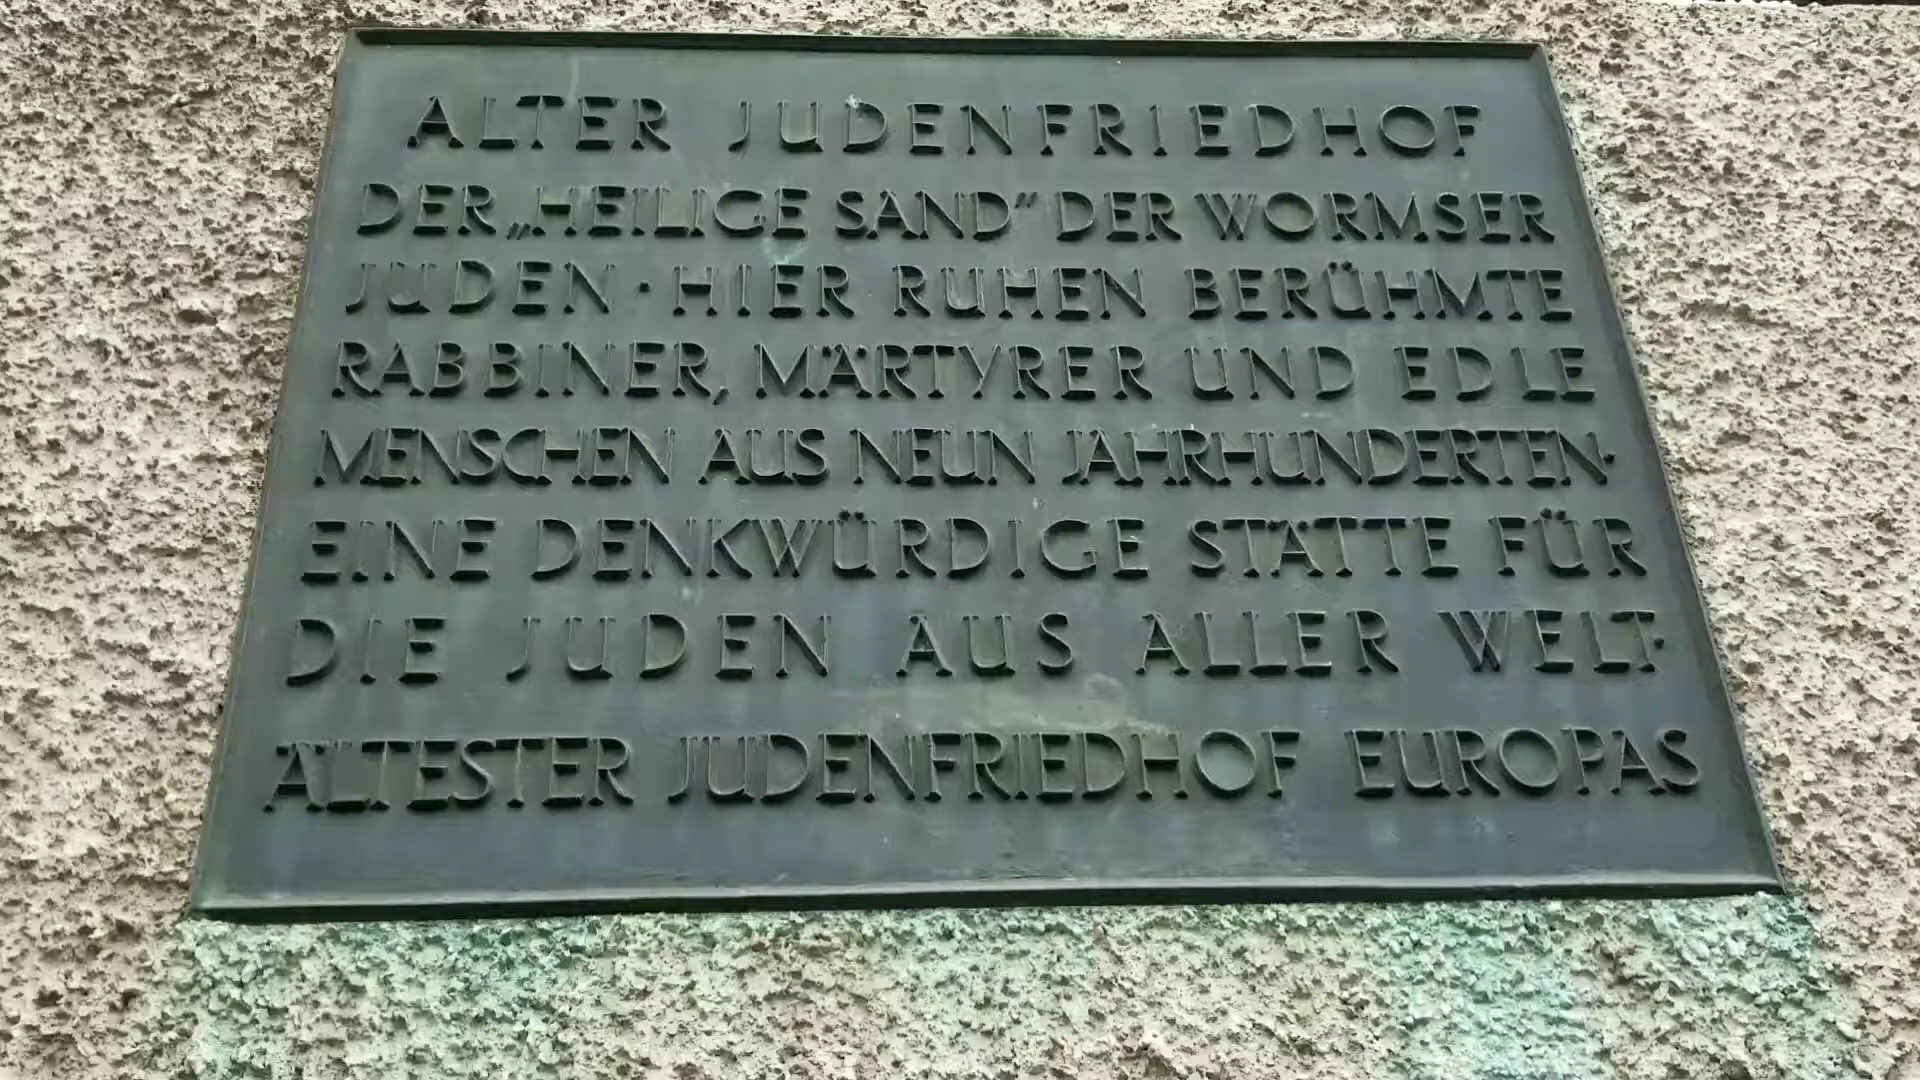 ALTER JUDENFRIEDHOF
DER „HEILIGE SAND" DER WORMSER
JUDEN · HIER RUHEN BERÜHMTE
RABBINER, MÄRTYRER UND EDLE
MENSCHEN AUS NEUN JAHRHUNDERTEN·
EINE DENKWÜRDIGE STÄTTE FÜR
DIE JUDEN AUS ALLER WELT·
ÄLTESTER JUDENFRIEDHOF EUROPAS